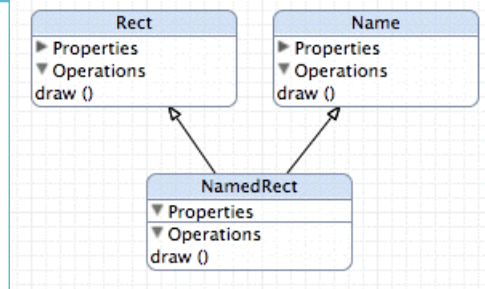 Rect
Properties
Operations
draw ()
Name
Properties
Operations
draw ()
NamedRect
Properties
Operations
draw ()